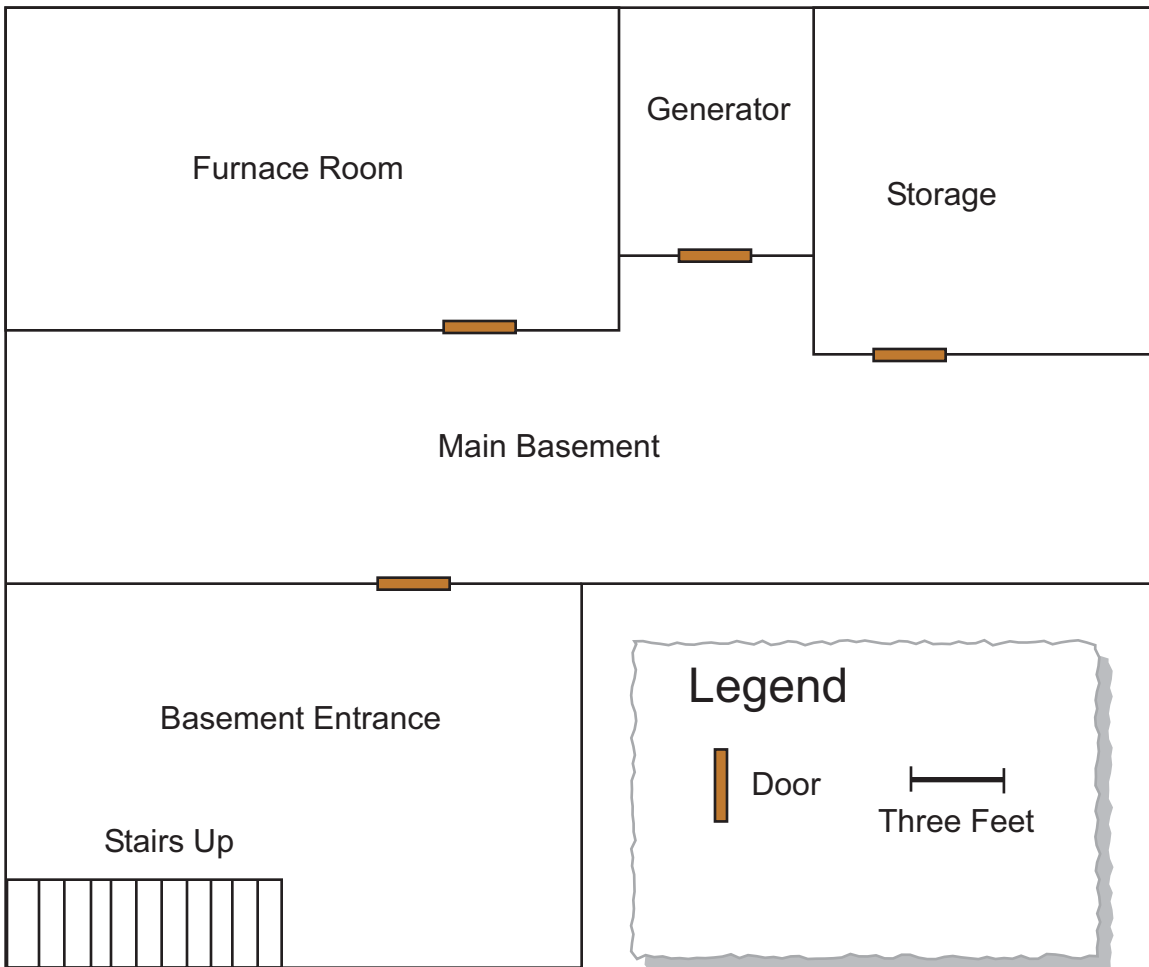 Generator
Furnace Room
Storage
Main Basement
Legend
Basement Entrance
Door
Three Feet
Stairs Up